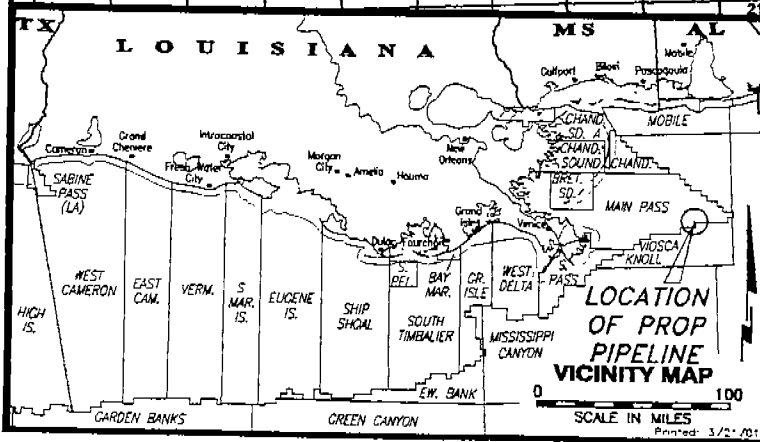 TX
LOUISIANA
MS
AL
Mobile
Gulfport
Biloxi
Pascagoula
MOBILE
CHAND.
SD. A
CHAND.
SOUND
CHAND.
BRET.
SD.
MAIN PASS
VIOSCA
KNOLL
Cameron
Grand
Cheniere
Intracoastal
City
Fresh Water
City
Morgan
City
Amelia
Houma
New
Orleans
Grand
Isle
Venice
Dulac
Fourchon
SABINE
PASS
(LA)
HIGH
IS.
WEST
CAMERON
EAST
CAM.
VERM.
S
MAR.
IS.
EUGENE
IS.
SHIP
SHOAL
S.
PEL.
BAY
MAR.
SOUTH
TIMBALIER
GR.
ISLE
WEST
DELTA
PASS
MISSISSIPPI
CANYON
EW. BANK
GARDEN BANKS
GREEN CANYON
LOCATION
OF PROP
PIPELINE
VICINITY MAP
0 100
SCALE IN MILES